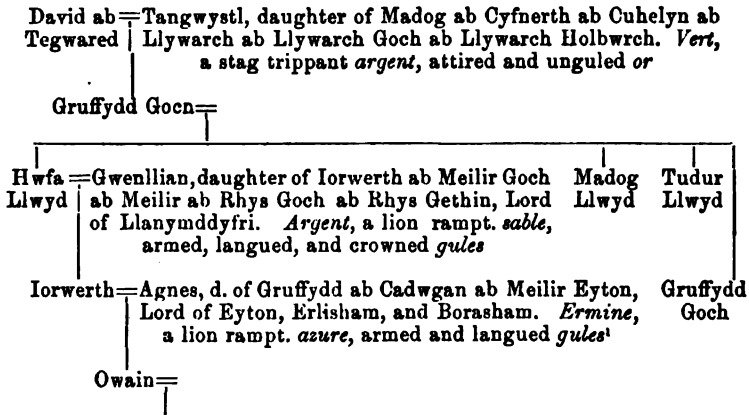 David ab = Tangwystl, daughter of Madog ab Cyfnerth ab Cuhelyn ab
Tegwared Llywarch ab Llywarch Goch ab Llywarch Holbwrch. Vert,
a stag trippant argent, attired and unguled or
Gruffydd Gocn =
Hwfa = Gwenllian, daughter of Iorwerth ab Meilir Goch Madog Tudur
Llwyd ab Meilir ab Rhys Goch ab Rhys Gethin, Lord Llwyd Llwyd
of Llanymddyfri. Argent, a lion rampt. sable,
armed, langued, and crowned gules
Iorwerth = Agnes, d. of Gruffydd ab Cadwgan ab Meilir Eyton, Gruffydd
Lord of Eyton, Erlisham, and Borasham. Ermine, Goch
a lion rampt. azure, armed and langued gules¹
Owain =